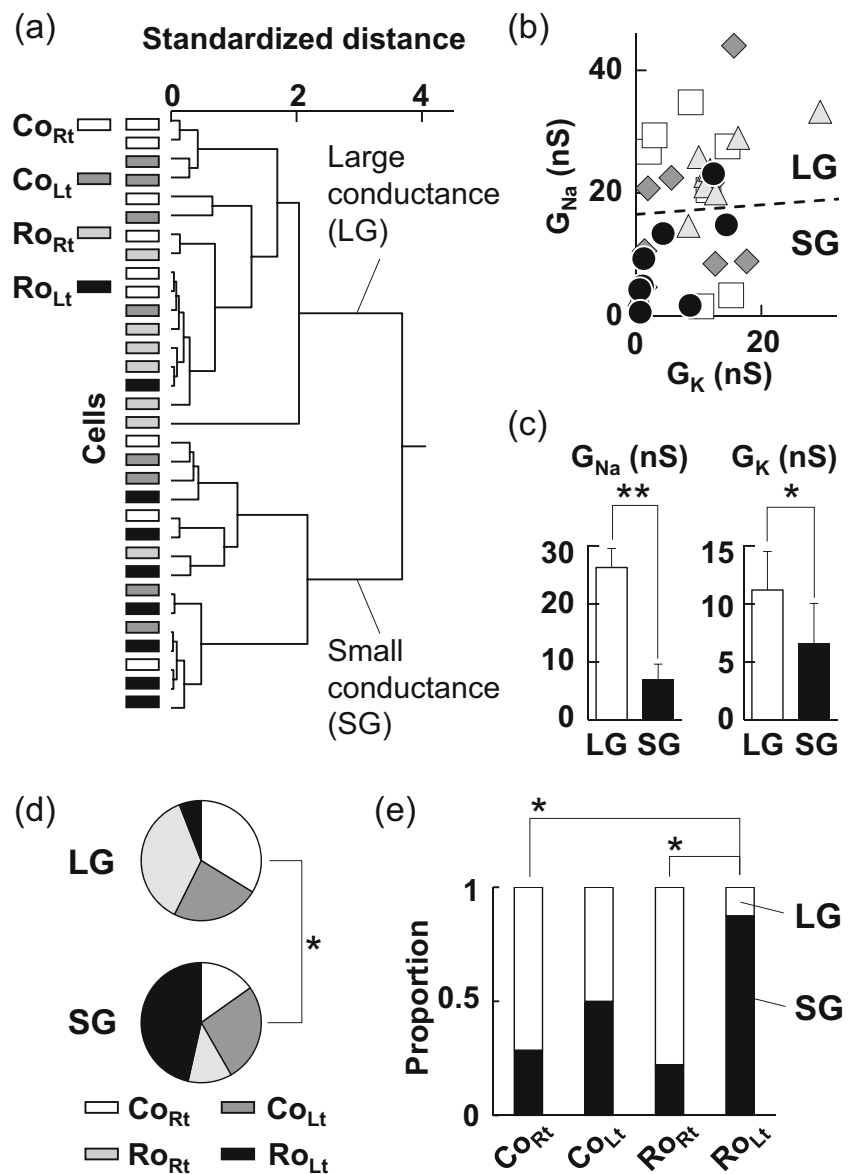 (a)
Standardized distance
0 2 4
Co_Rt
Co_Lt
Ro_Rt
Ro_Lt
Cells
Large
conductance
(LG)
Small
conductance
(SG)
(b)
G_Na (nS)
40
20
0
LG
SG
0 20
G_K (nS)
(c)
G_Na (nS) G_K (nS)
** *
30 15
20 10
10 5
0 0
LG SG LG SG
(d)
LG
*
SG
Co_Rt Co_Lt
Ro_Rt Ro_Lt
(e)
*
*
Proportion
1
0.5
0
LG
SG
Co_Rt Co_Lt Ro_Rt Ro_Lt